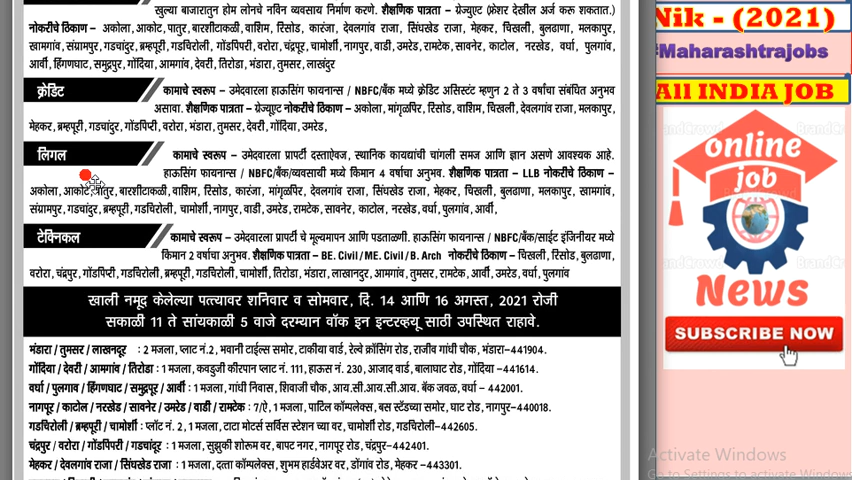 खुल्या बाजारातुन होम लोनचे नविन व्यवसाय निर्माण करणे. शैक्षणिक पात्रता – ग्रेज्युएट (फ्रेशर देखील अर्ज करू शकतात.)
नोकरीचे ठिकाण – अकोला, आकोट, पातुर, बारशीटाकळी, वाशिम, रिसोड, कारंजा, देवलगांव राजा, सिंधखेड राजा, मेहकर, चिखली, बुलढाणा, मलकापुर,
खामगांव, संग्रामपुर, गडचांदुर, ब्रम्हपूरी, गडचिरोली, गोंडपिपरी, वरोरा, चंद्रपूर, चामोर्शी, नागपुर, वाडी, उमरेड, रामटेक, सावनेर, काटोल, नरखेड, वर्धा, पुलगांव,
आर्वी, हिंगणघाट, समुद्रपुर, गोंदिया, आमगांव, देवरी, तिरोडा, भंडारा, तुमसर, लाखंदुर
क्रेडिट
कामाचे स्वरूप – उमेदवारला हाऊसिंग फायनान्स / NBFC/बँक मध्ये क्रेडिट असिस्टंट म्हणुन 2 ते 3 वर्षांचा संबंधित अनुभव
असावा. शैक्षणिक पात्रता – ग्रेज्यूएट नोकरीचे ठिकाण – अकोला, मांगृळपिर, रिसोड, वाशिम, चिखली, देवलगांव राजा, मलकापुर,
मेहकर, ब्रम्हपूरी, गडचांदुर, गोंडपिप्री, वरोरा, भंडारा, तुमसर, देवरी, गोंदिया, उमरेड,
लिगल
कामाचे स्वरूप – उमेदवारला प्रापर्टी दस्ताऐवज, स्थानिक कायद्यांची चांगली समज आणि ज्ञान असणे आवश्यक आहे.
हाऊसिंग फायनान्स / NBFC/बँक/व्यवसायी मध्ये किमान 4 वर्षाचा अनुभव. शैक्षणिक पात्रता – LLB नोकरीचे ठिकाण –
अकोला, आकोट, पातुर, बारशीटाकळी, वाशिम, रिसोड, कारंजा, मांगृळपिर, देवलगांव राजा, सिंधखेड राजा, मेहकर, चिखली, बुलढाणा, मलकापुर, खामगांव,
संग्रामपुर, गडचांदुर, ब्रम्हपूरी, गडचिरोली, चामोर्शी, नागपुर, वाडी, उमरेड, रामटेक, सावनेर, काटोल, नरखेड, वर्धा, पुलगांव, आर्वी,
टेक्निकल
कामाचे स्वरूप – उमेदवारला प्रापर्टी चे मूल्यमापन आणि पडताळणी. हाऊसिंग फायनान्स / NBFC/बँक/साईट इंजिनीयर मध्ये
किमान 2 वर्षाचा अनुभव. शैक्षणिक पात्रता – BE. Civil/ME. Civil/B. Arch नोकरीचे ठिकाण – चिखली, रिसोड, बुलढाणा,
वरोरा, चंद्रपुर, गोंडपिप्री, गडचिरोली, ब्रम्हपूरी, गडचिरोली, चामोर्शी, तिरोडा, भंडारा, लाखानदुर, आमगांव, तुमसर, रामटेक, आर्वी, उमरेड, वर्धा, पुलगांव
खाली नमूद केलेल्या पत्त्यावर शनिवार व सोमवार, दि. 14 आणि 16 अगस्त, 2021 रोजी
सकाळी 11 ते सांयकाळी 5 वाजे दरम्यान वॉक इन इन्टरव्ह्यू साठी उपस्थित राहावे.
भंडारा / तुमसर / लाखनदूर : 2 मजला, प्लाट नं.2, भवानी टाईल्स समोर, टाकीया वार्ड, रेल्वे क्रॉसिंग रोड, राजीव गांधी चौक, भंडारा–441904.
गोंदिया / देवरी / आमगांव / तिरोडा : 1 मजला, कवडुजी कीरपान प्लाट नं. 111, हाऊस नं. 230, आजाद वार्ड, बालाघाट रोड, गोंदिया –441614.
वर्धा / पुलगाव / हिंगणघाट / समुद्रपूर / आर्वी : 1 मजला, गांधी निवास, शिवाजी चौक, आय.सी.आय.सी.आय. बँक जवळ, वर्धा – 442001.
नागपूर / काटोल / नरखेड / सावनेर / उमरेड / वाडी / रामटेक : 7/ऐ, 1 मजला, पाटिल कॉम्पलेक्स, बस स्टॅडच्या समोर, घाट रोड, नागपुर–440018.
गडचिरोली / ब्रम्हपूरी / चामोर्शी : प्लॉट नं. 2, 1 मजला, टाटा मोटर्स सर्विस स्टेशन च्या वर, चामोर्शी रोड, गडचिरोली–442605.
चंद्रपूर / वरोरा / गोंडपिपरी / गडचादूर : 1 मजला, सुझुकी शोरूम वर, बापट नगर, नागपूर रोड, चंद्रपूर–442401.
मेहकर / देवलगाव राजा / सिंघखेड राजा : 1 मजला, दत्ता कॉम्पलेक्स, शुभम हार्डवेअर वर, डोंगांव रोड, मेहकर –443301.
Nik - (2021)
#Maharashtrajobs
All INDIA JOB
online
job
News
SUBSCRIBE NOW
Activate Windows
Go to Settings to activate Windows